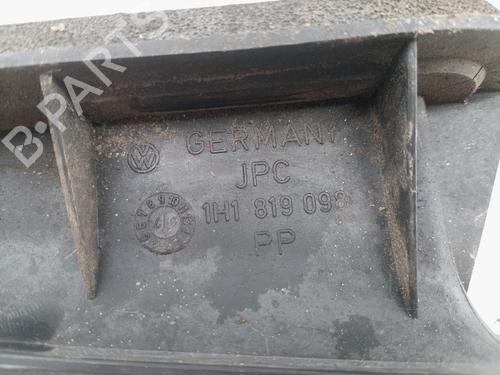 B-PARTS
GERMANY
JPC
1H1 819 098
PP